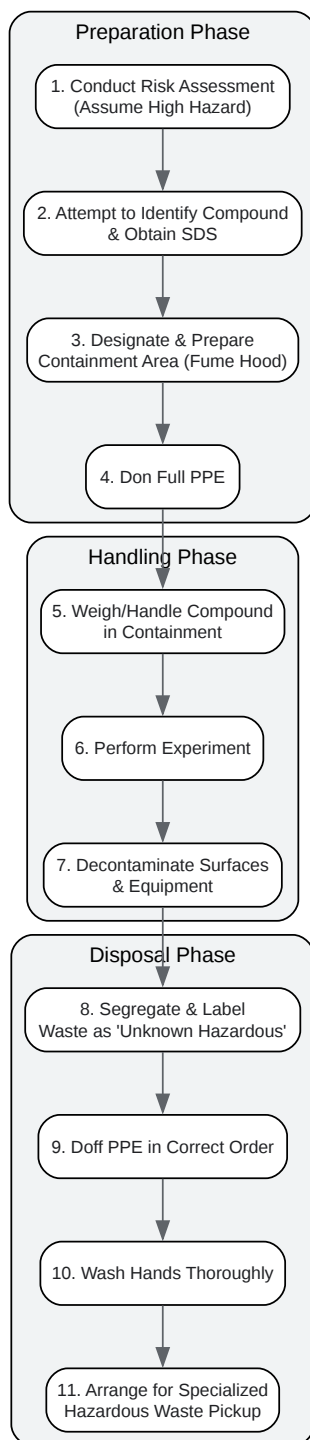 Preparation Phase
1. Conduct Risk Assessment
(Assume High Hazard)
2. Attempt to Identify Compound
& Obtain SDS
3. Designate & Prepare
Containment Area (Fume Hood)
4. Don Full PPE
Handling Phase
5. Weigh/Handle Compound
in Containment
6. Perform Experiment
7. Decontaminate Surfaces
& Equipment
Disposal Phase
8. Segregate & Label
Waste as 'Unknown Hazardous'
9. Doff PPE in Correct Order
10. Wash Hands Thoroughly
11. Arrange for Specialized
Hazardous Waste Pickup